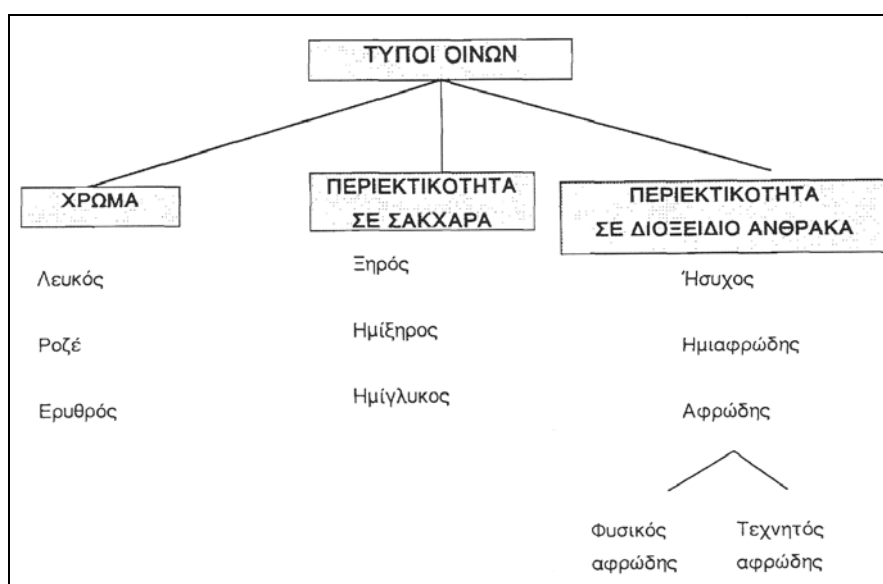 ΤΥΠΟΙ ΟΙΝΩΝ
ΧΡΩΜΑ
Λευκός
Ροζέ
Ερυθρός
ΠΕΡΙΕΚΤΙΚΟΤΗΤΑ
ΣΕ ΣΑΚΧΑΡΑ
Ξηρός
Ημίξηρος
Ημίγλυκος
ΠΕΡΙΕΚΤΙΚΟΤΗΤΑ
ΣΕ ΔΙΟΞΕΙΔΙΟ ΑΝΘΡΑΚΑ
Ήσυχος
Ημιαφρώδης
Αφρώδης
Φυσικός
αφρώδης
Τεχνητός
αφρώδης